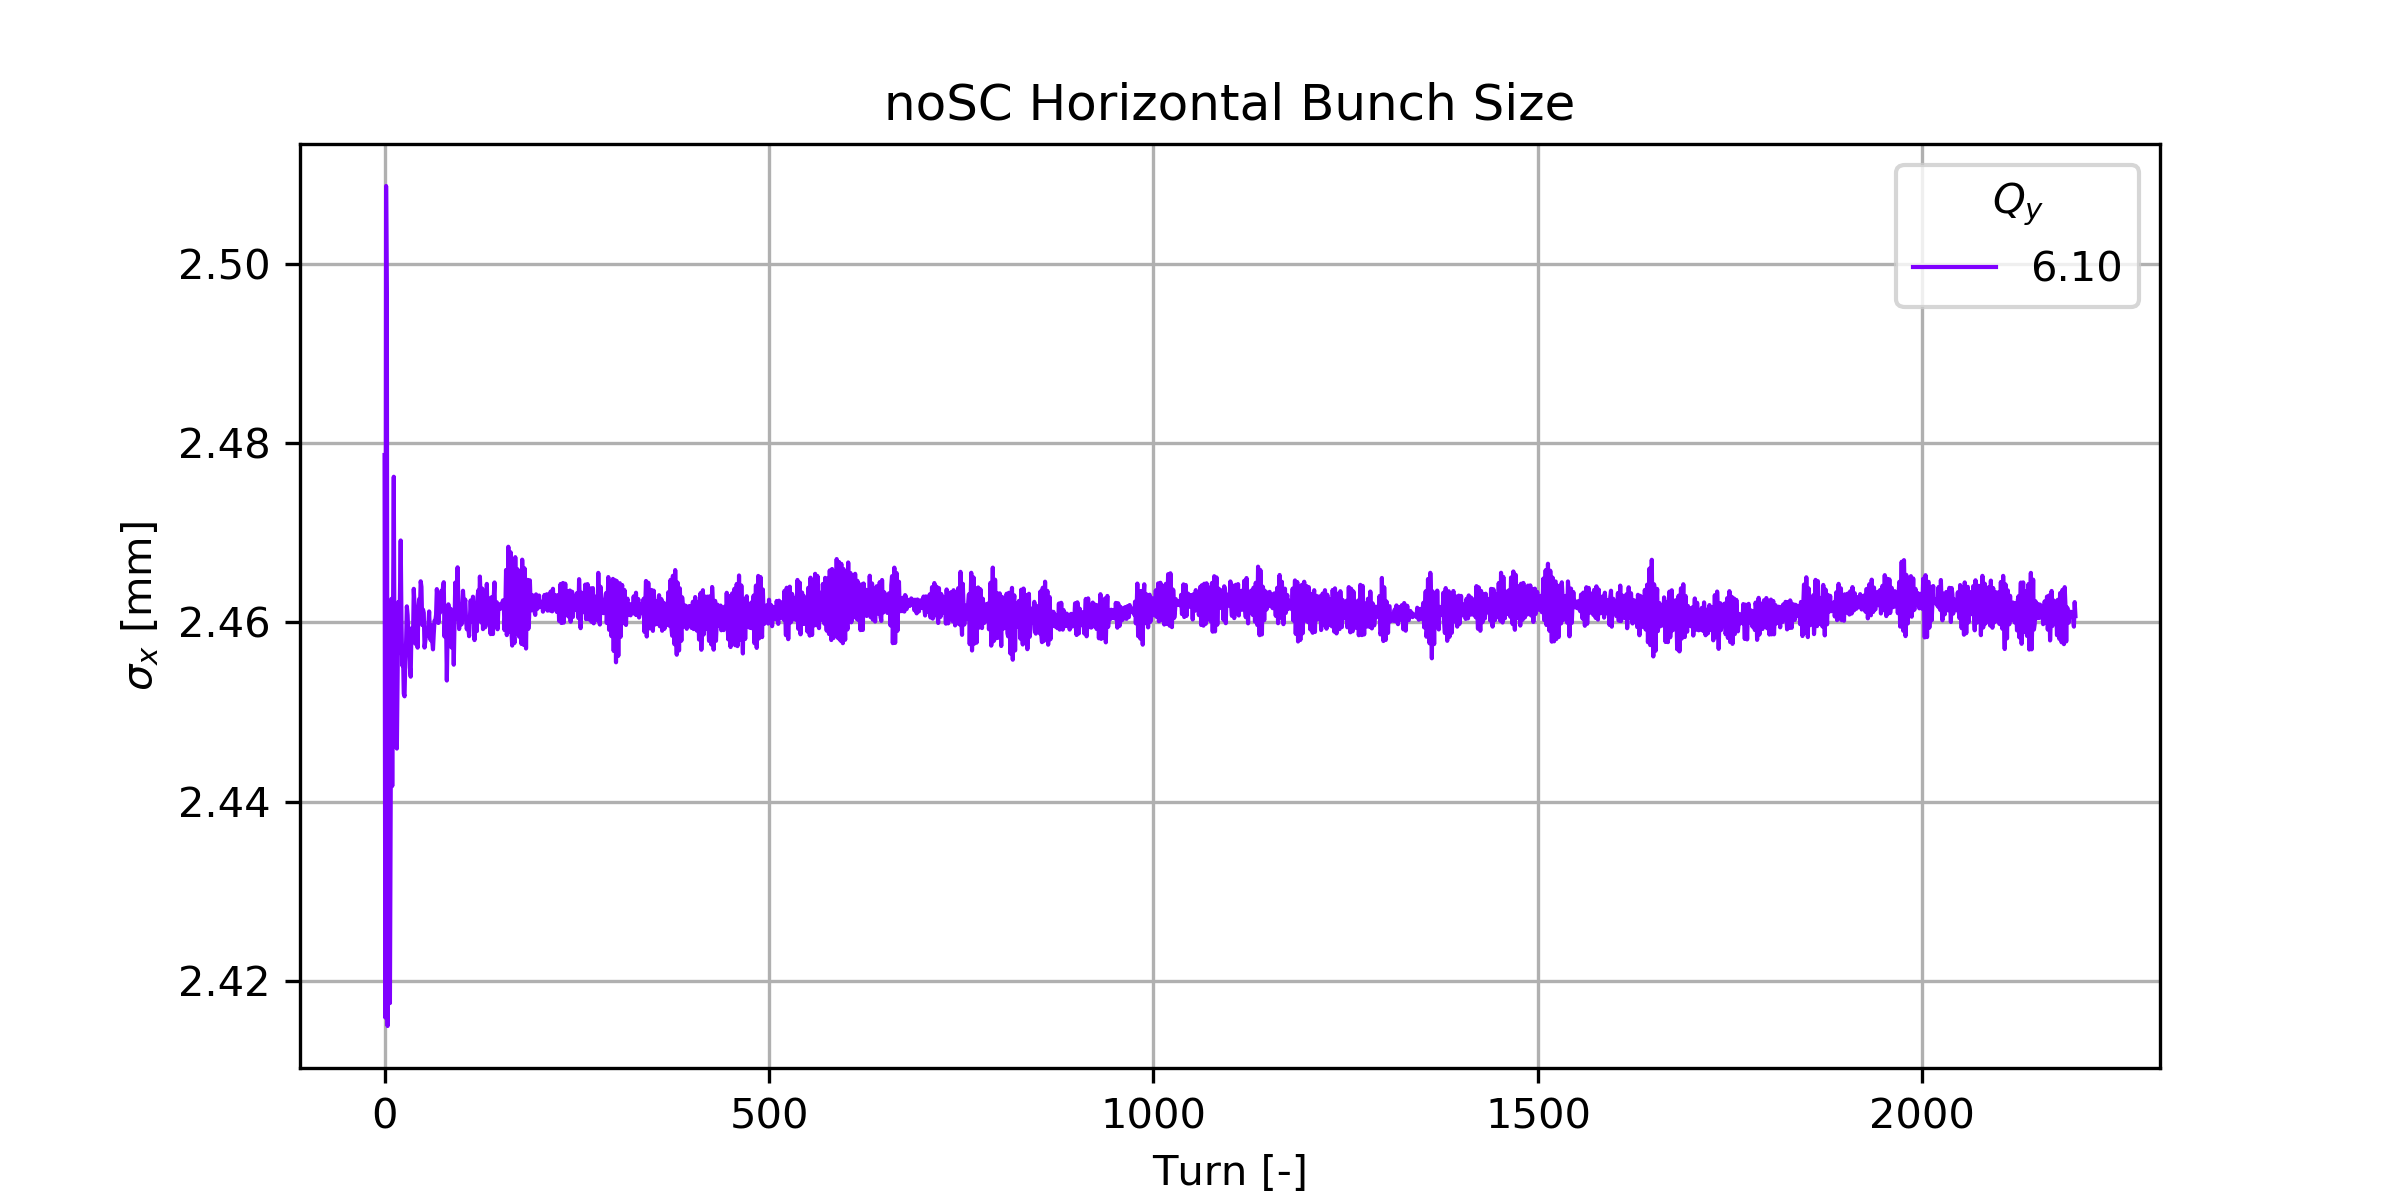 noSC Horizontal Bunch Size
Q_y
6.10
2.50
2.48
2.46
2.44
2.42
σ_x [mm]
0 500 1000 1500 2000
Turn [-]